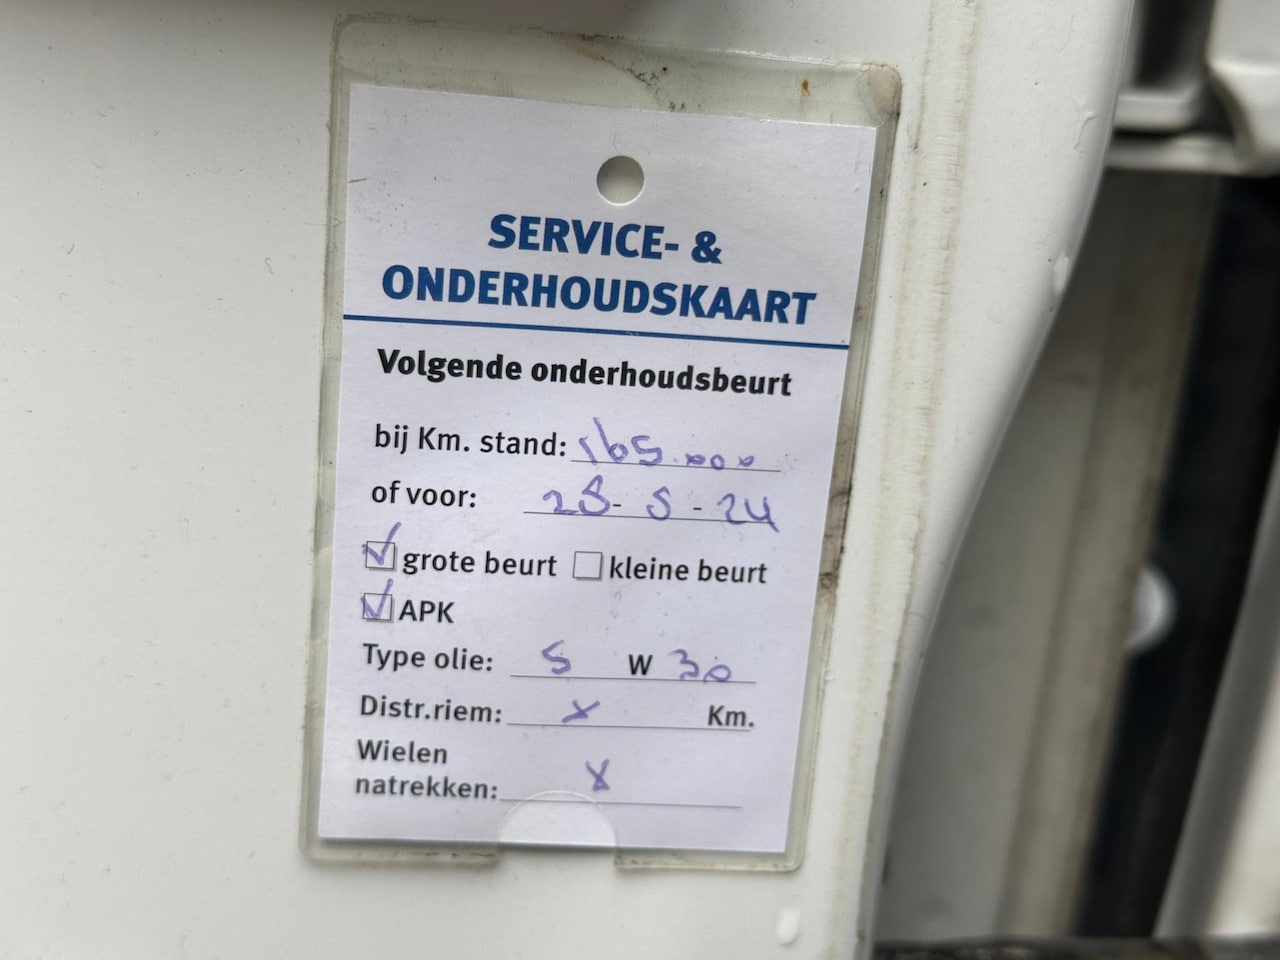 SERVICE- &
ONDERHOUDSKAART
Volgende onderhoudsbeurt
bij Km. stand: 165.000
of voor: 28-5-24
grote beurt kleine beurt
APK
Type olie: 5 W 30
Distr.riem: x Km.
Wielen
natrekken: x